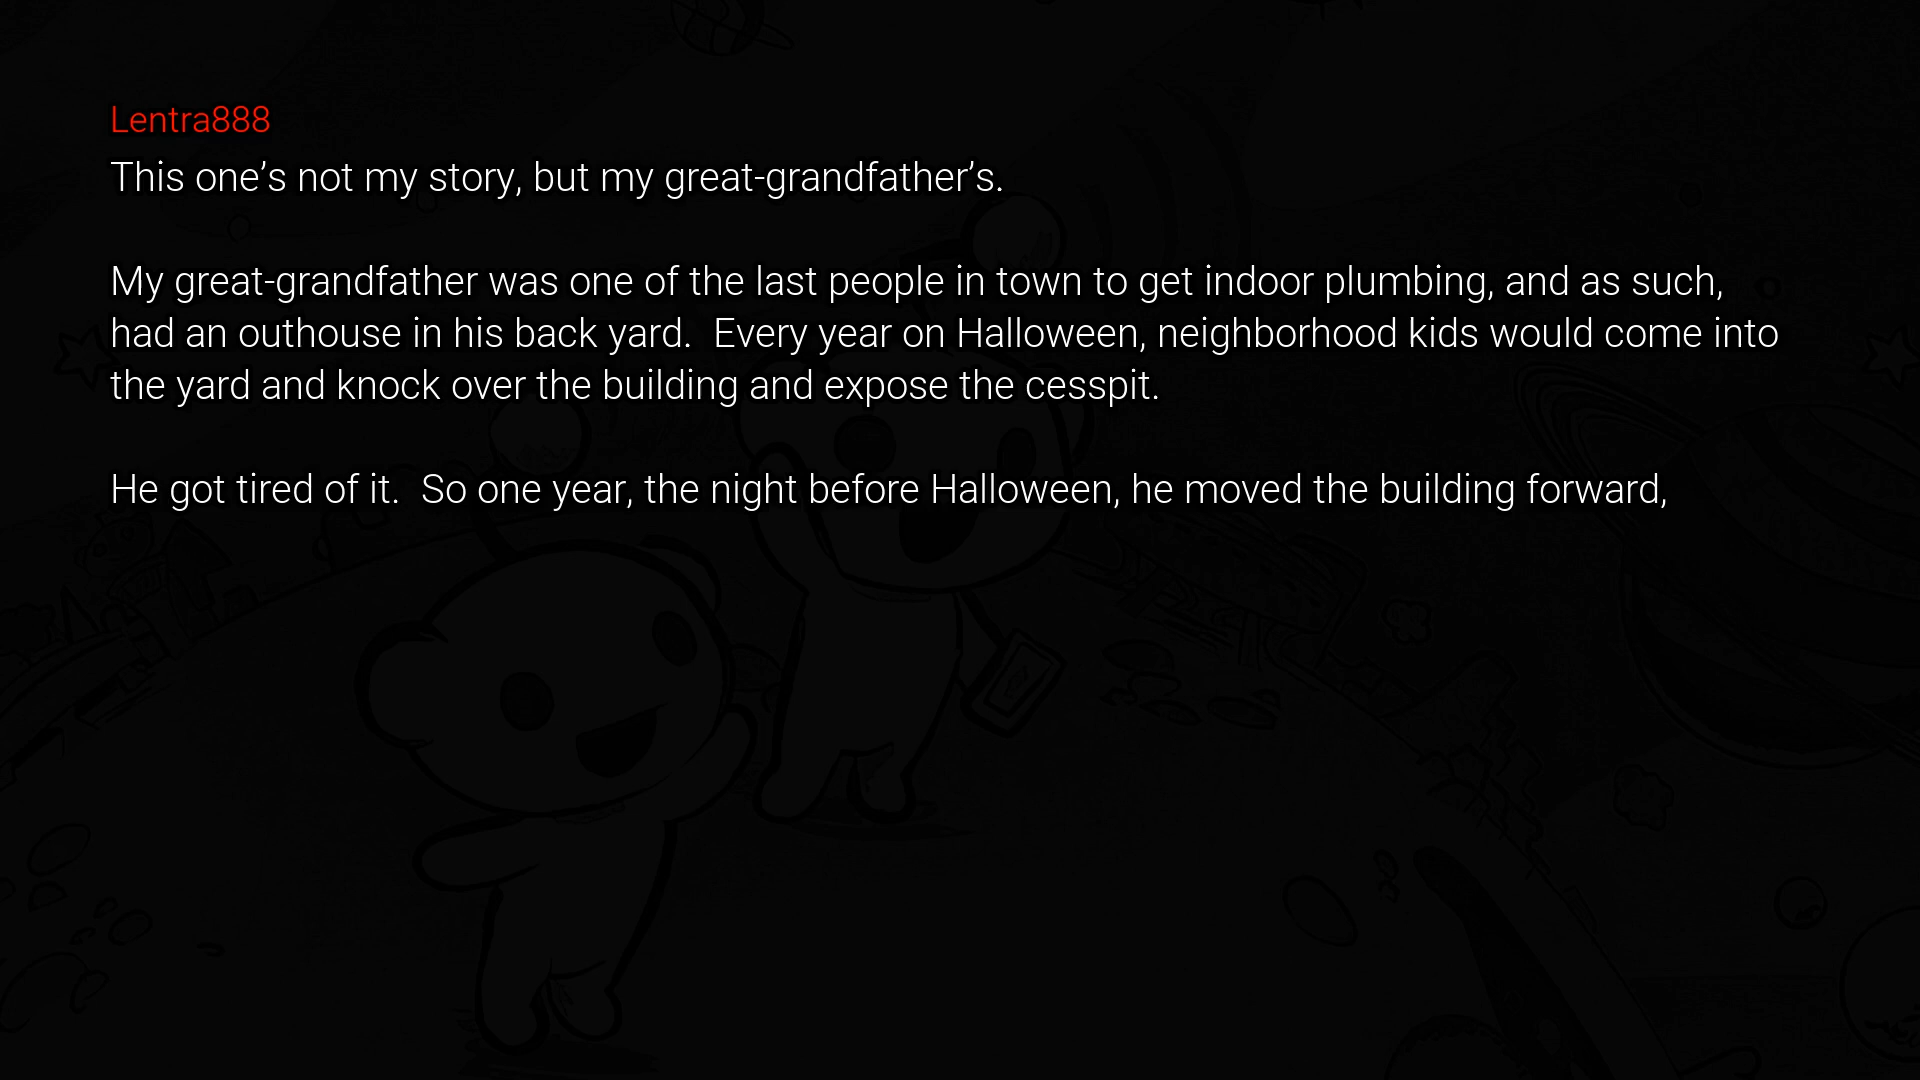 Lentra888
This one’s not my story, but my great-grandfather’s.
My great-grandfather was one of the last people in town to get indoor plumbing, and as such,
had an outhouse in his back yard.  Every year on Halloween, neighborhood kids would come into
the yard and knock over the building and expose the cesspit.
He got tired of it.  So one year, the night before Halloween, he moved the building forward,